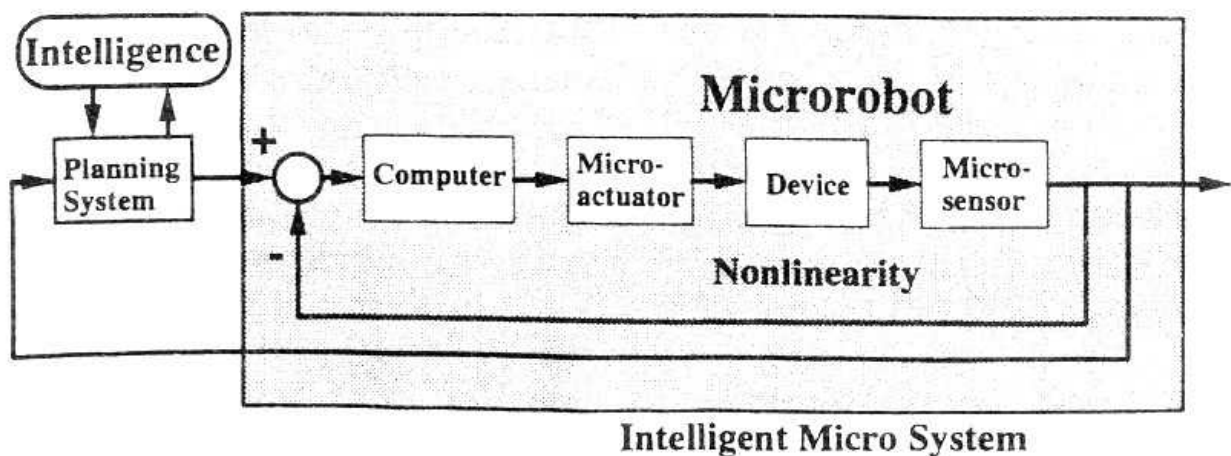 Intelligence
Microrobot
Planning
System
+
Computer
Micro-
actuator
Device
Micro-
sensor
-
Nonlinearity
Intelligent Micro System